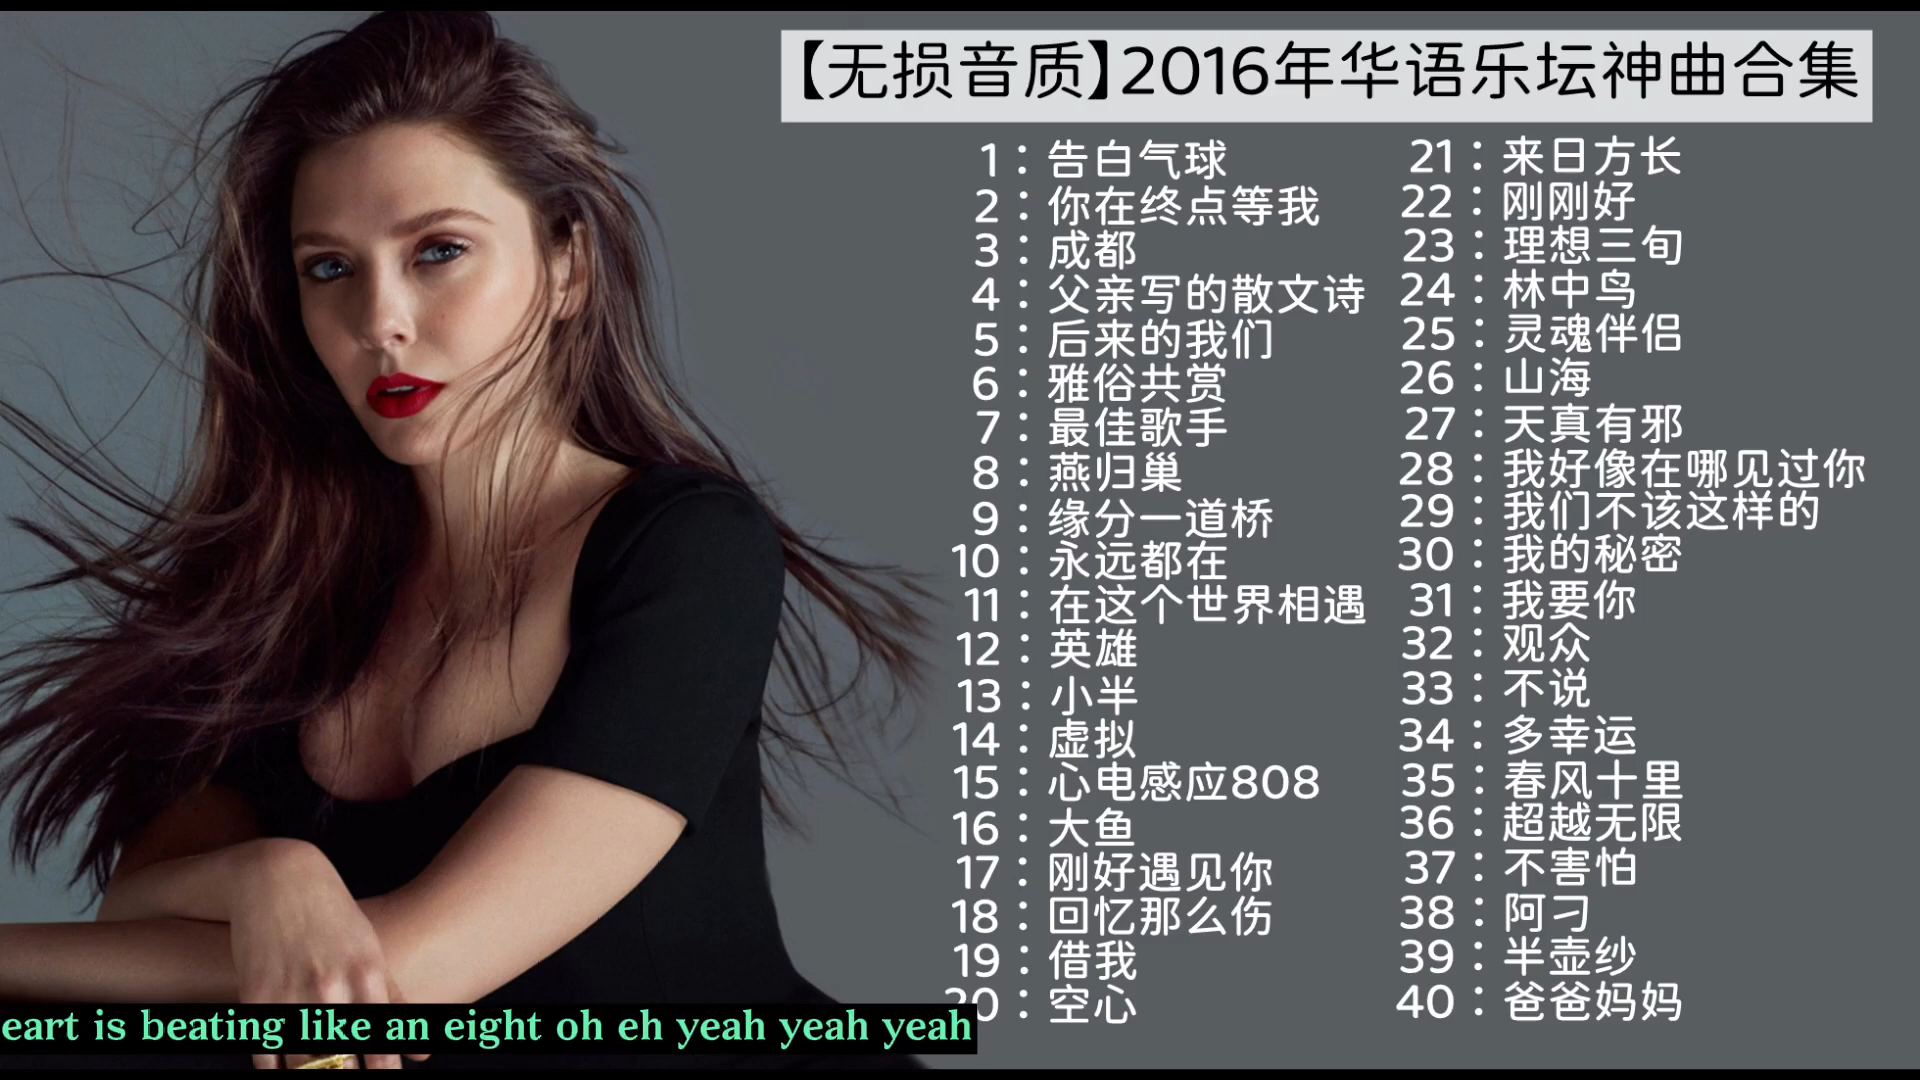 【无损音质】2016年华语乐坛神曲合集
1：告白气球
2：你在终点等我
3：成都
4：父亲写的散文诗
5：后来的我们
6：雅俗共赏
7：最佳歌手
8：燕归巢
9：缘分一道桥
10：永远都在
11：在这个世界相遇
12：英雄
13：小半
14：虚拟
15：心电感应808
16：大鱼
17：刚好遇见你
18：回忆那么伤
19：借我
20：空心
21：来日方长
22：刚刚好
23：理想三旬
24：林中鸟
25：灵魂伴侣
26：山海
27：天真有邪
28：我好像在哪见过你
29：我们不该这样的
30：我的秘密
31：我要你
32：观众
33：不说
34：多幸运
35：春风十里
36：超越无限
37：不害怕
38：阿刁
39：半壶纱
40：爸爸妈妈
eart is beating like an eight oh eh yeah yeah yeah